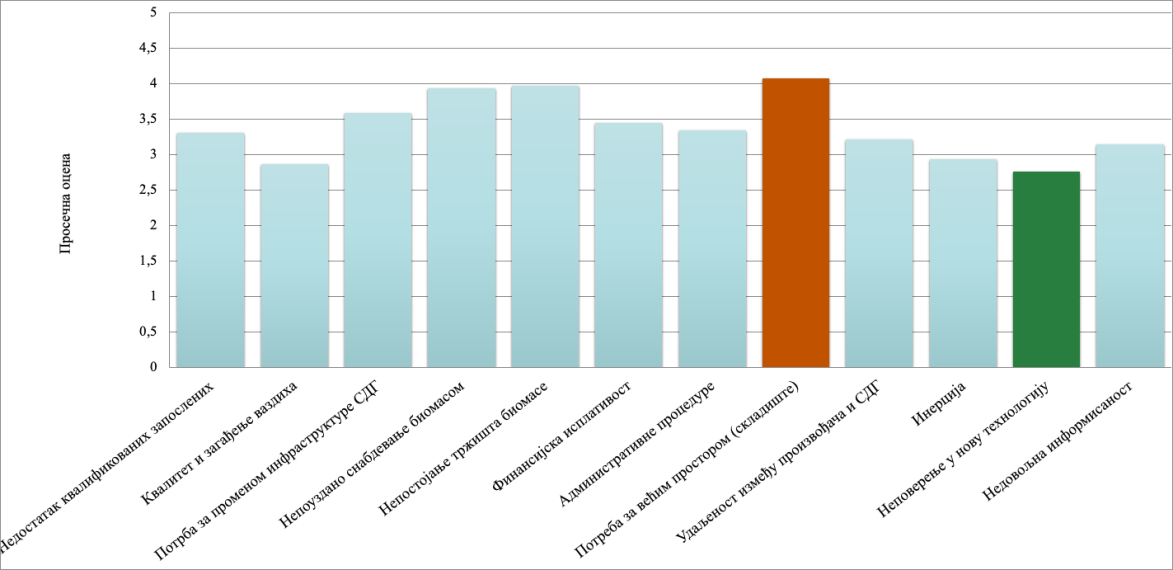 5
4,5
4
3,5
3
2,5
2
1,5
1
0,5
0
Просечна оцена
Недостатак квалификованих запослених
Квалитет и загађење ваздиха
Потрба за променом инфраструктуре СДГ
Непоуздано снабдевање биомасом
Непостојање тржишта биомасе
Финансијска исплативост
Административне процедуре
Потреба за већим простором (складиште)
Удаљеност између произвођача и СДГ
Инерција
Неповерење у нову технологију
Недовољна информисаност